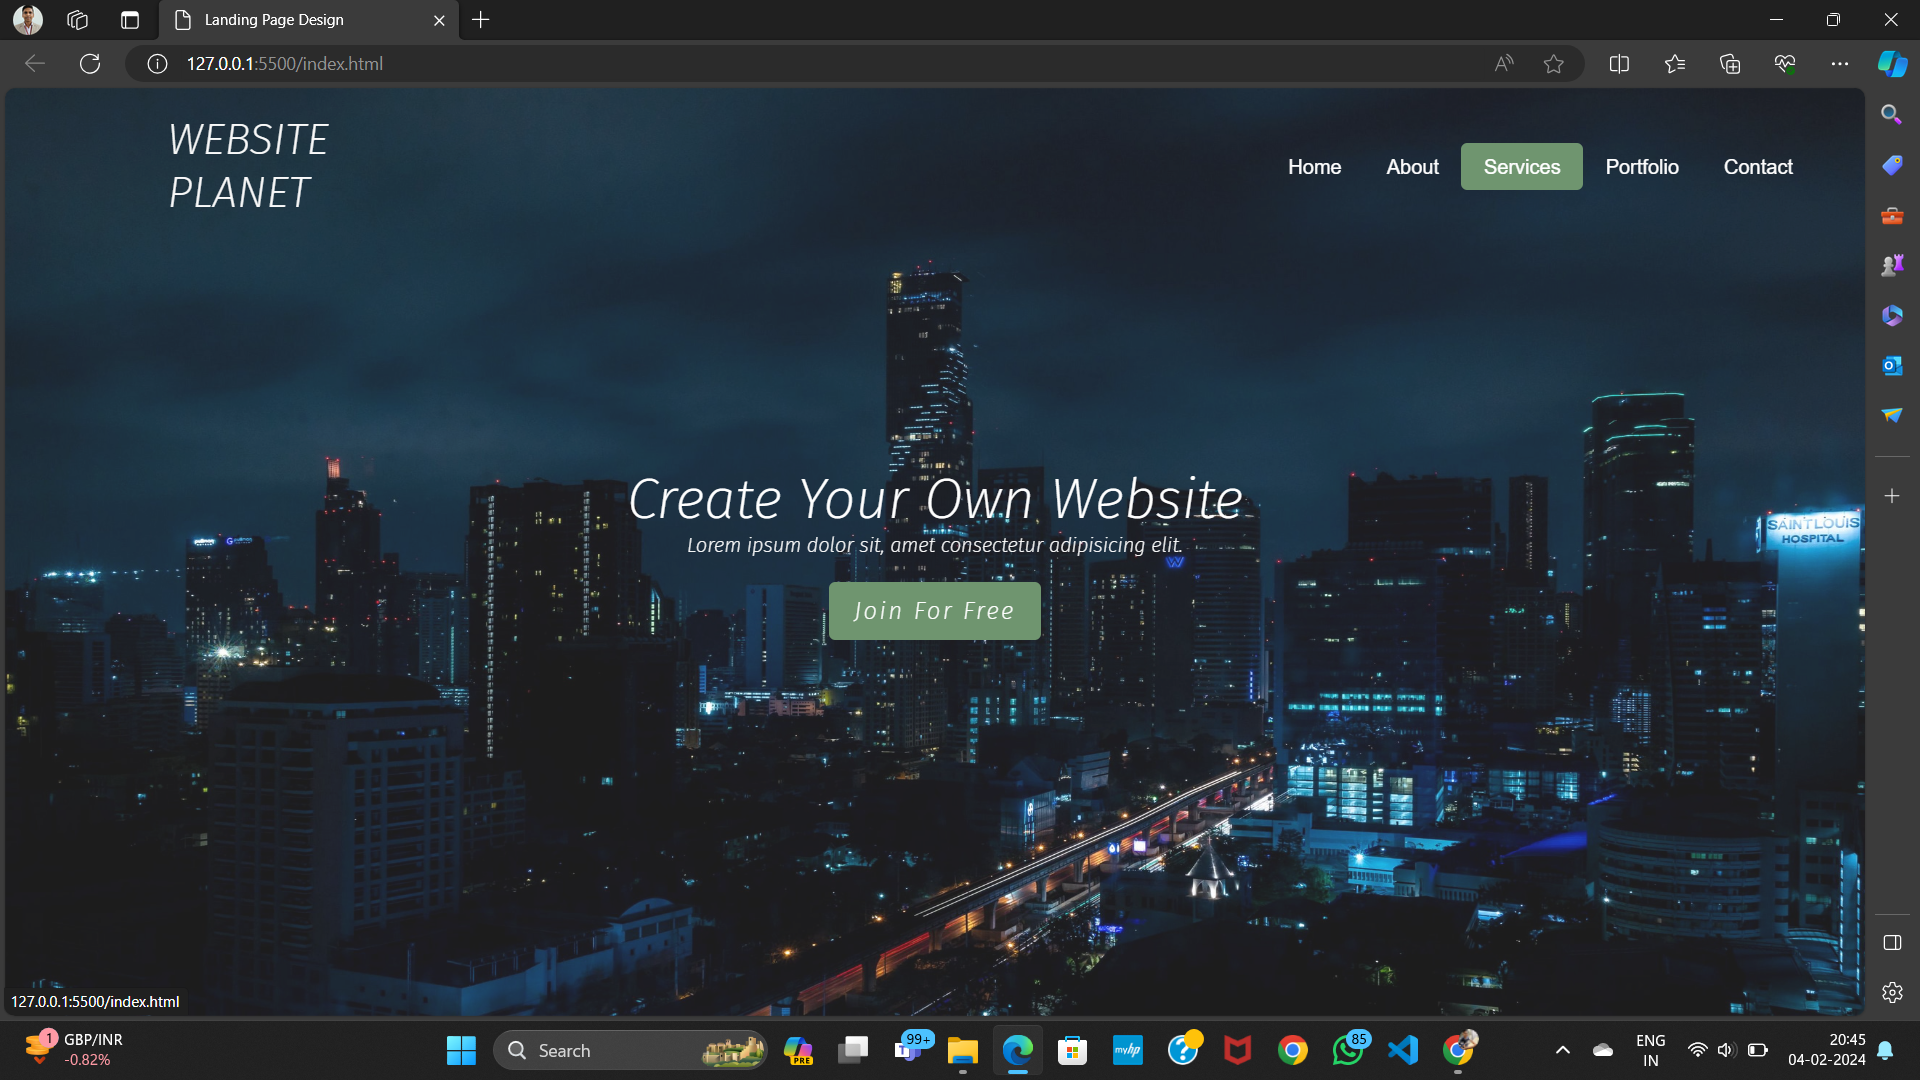 Landing Page Design
127.0.0.1:5500/index.html
WEBSITE
PLANET
Home About Services Portfolio Contact
Create Your Own Website
Lorem ipsum dolor sit, amet consectetur adipisicing elit.
Join For Free
SAINT LOUIS
HOSPITAL
127.0.0.1:5500/index.html
1
GBP/INR
-0.82%
Search
PRE
99+
myhp
85
ENG
IN
20:45
04-02-2024